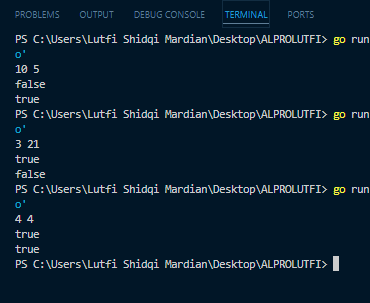 PROBLEMS OUTPUT DEBUG CONSOLE TERMINAL PORTS
PS C:\Users\Lutfi Shidqi Mardian\Desktop\ALPROLUTFI> go run
o'
10 5
false
true
PS C:\Users\Lutfi Shidqi Mardian\Desktop\ALPROLUTFI> go run
o'
3 21
true
false
PS C:\Users\Lutfi Shidqi Mardian\Desktop\ALPROLUTFI> go run
o'
4 4
true
true
PS C:\Users\Lutfi Shidqi Mardian\Desktop\ALPROLUTFI>